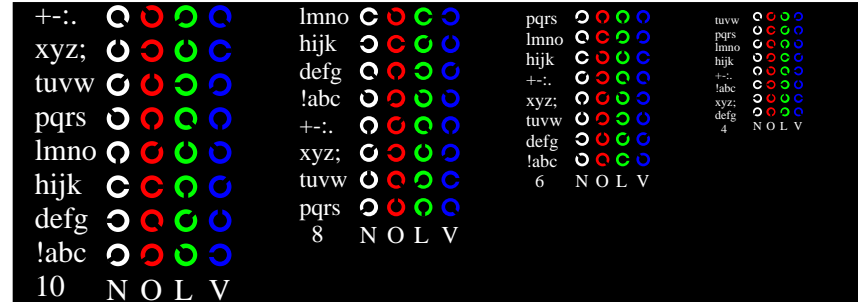 +-:.
xyz;
tuvw
pqrs
lmno
hijk
defg
!abc
10 N O L V
lmno
hijk
defg
!abc
+-:.
xyz;
tuvw
pqrs
8 N O L V
pqrs
lmno
hijk
+-:.
xyz;
tuvw
defg
!abc
6 N O L V
tuvw
pqrs
lmno
hijk
+-:.
!abc
xyz;
defg
4 N O L V